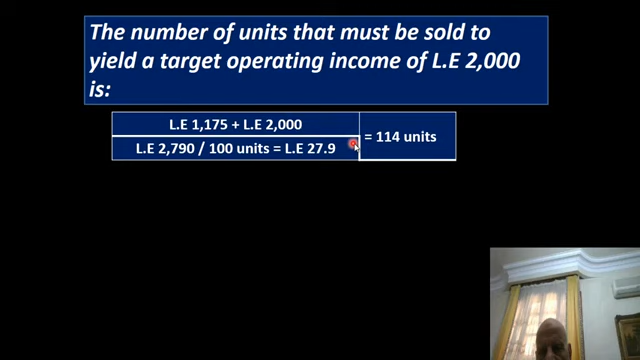 The number of units that must be sold to
yield a target operating income of L.E 2,000
is:
L.E 1,175 + L.E 2,000
= 114 units
L.E 2,790 / 100 units = L.E 27.9